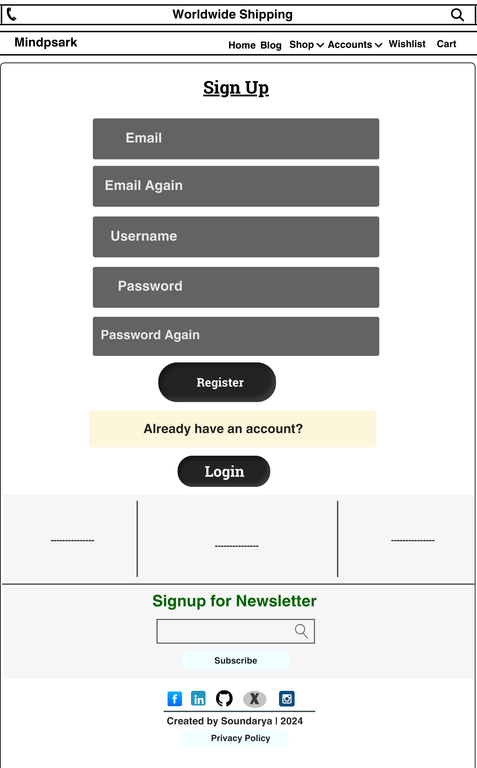 Worldwide Shipping
Mindpsark
Home Blog Shop Accounts Wishlist Cart
Sign Up
Email
Email Again
Username
Password
Password Again
Register
Already have an account?
Login
--------------- --------------- ---------------
Signup for Newsletter
Subscribe
f in X
Created by Soundarya | 2024
Privacy Policy